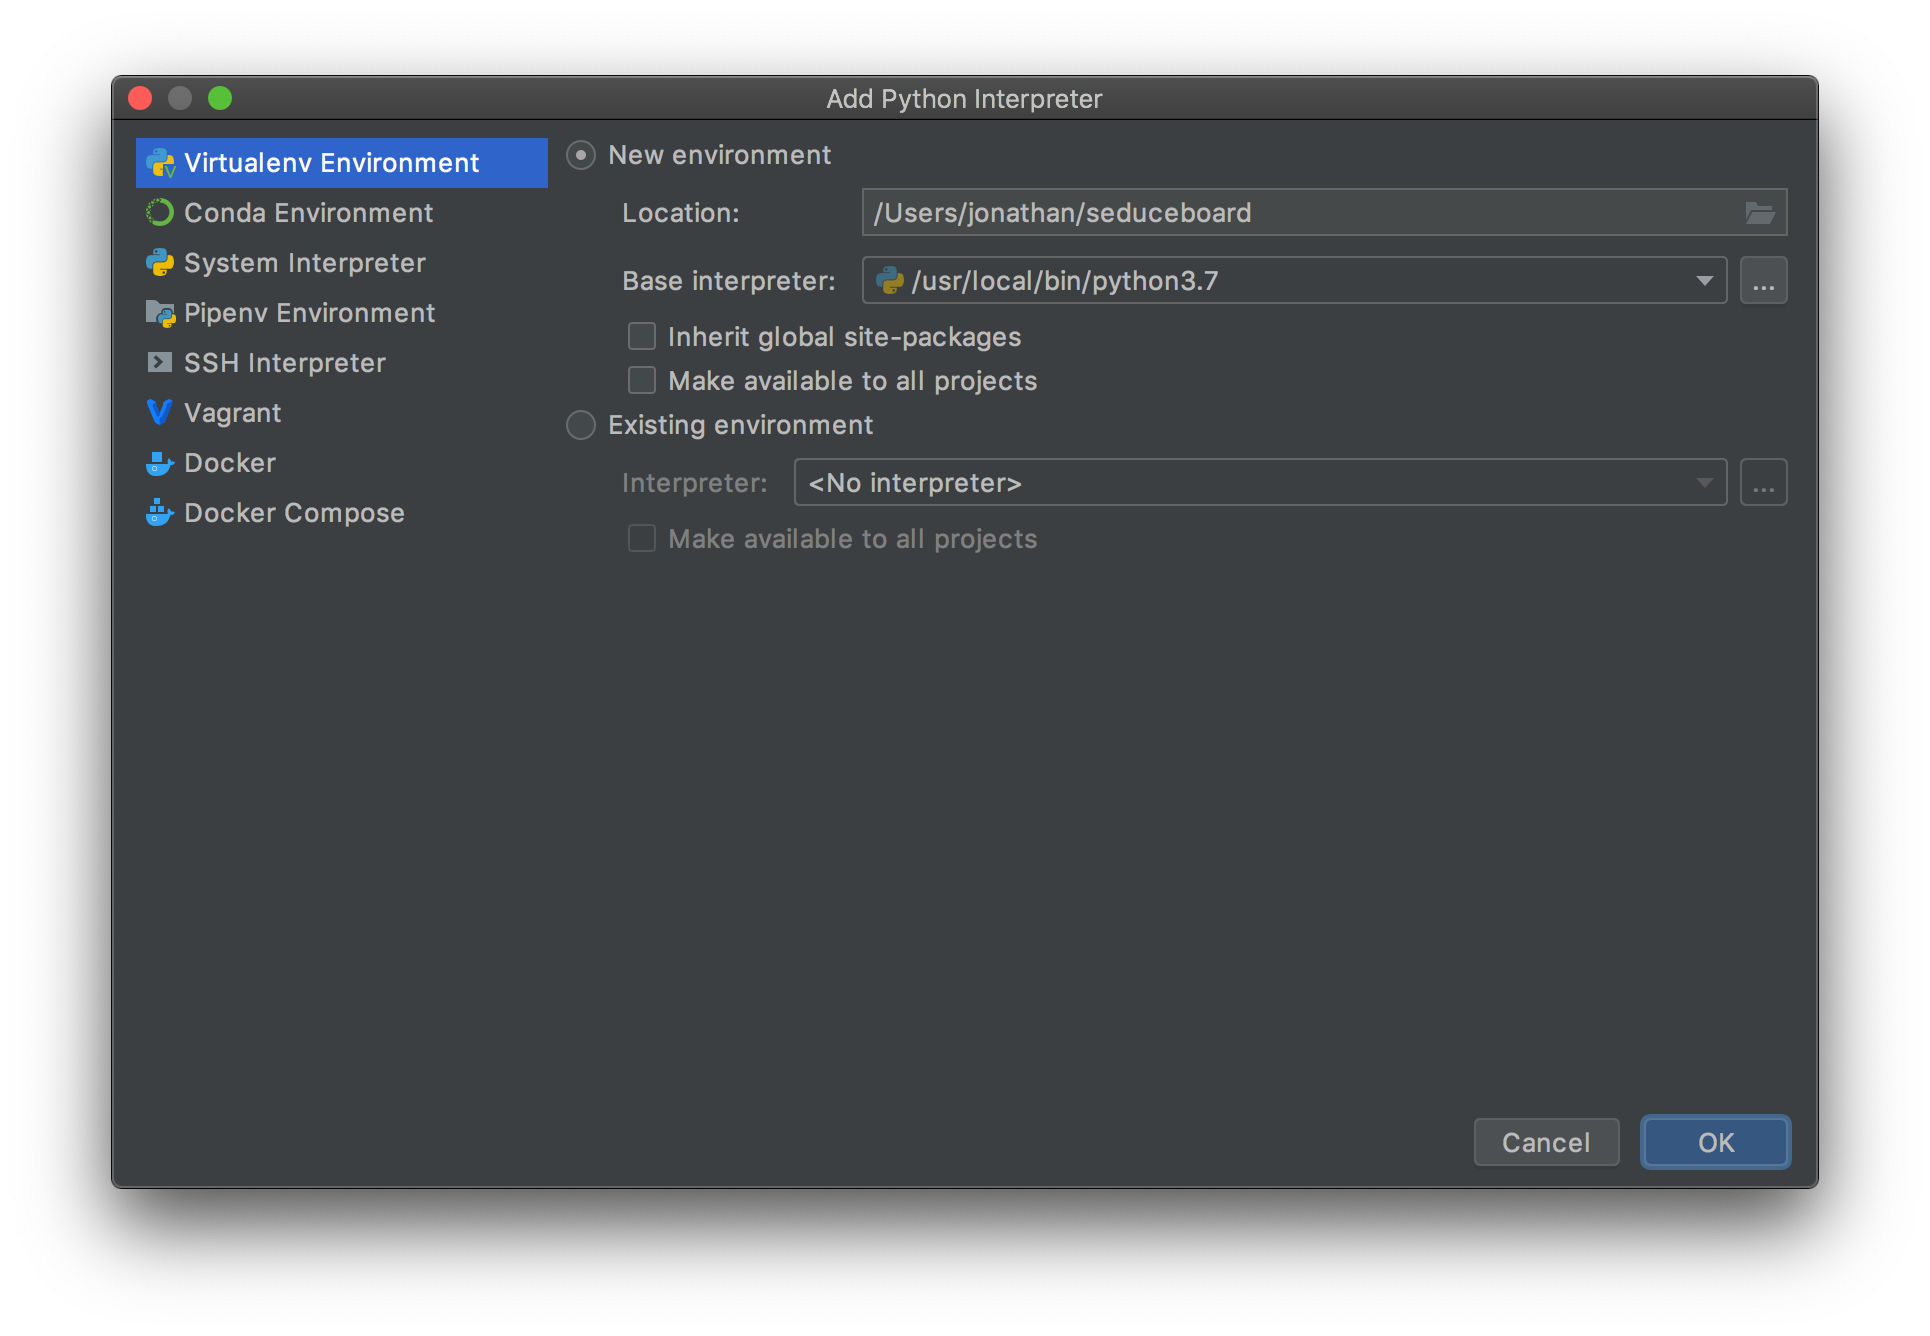 Add Python Interpreter
Virtualenv Environment
Conda Environment
System Interpreter
Pipenv Environment
SSH Interpreter
Vagrant
Docker
Docker Compose
New environment
Location: /Users/jonathan/seduceboard
Base interpreter: /usr/local/bin/python3.7 ...
Inherit global site-packages
Make available to all projects
Existing environment
Interpreter: <No interpreter> ...
Make available to all projects
Cancel OK